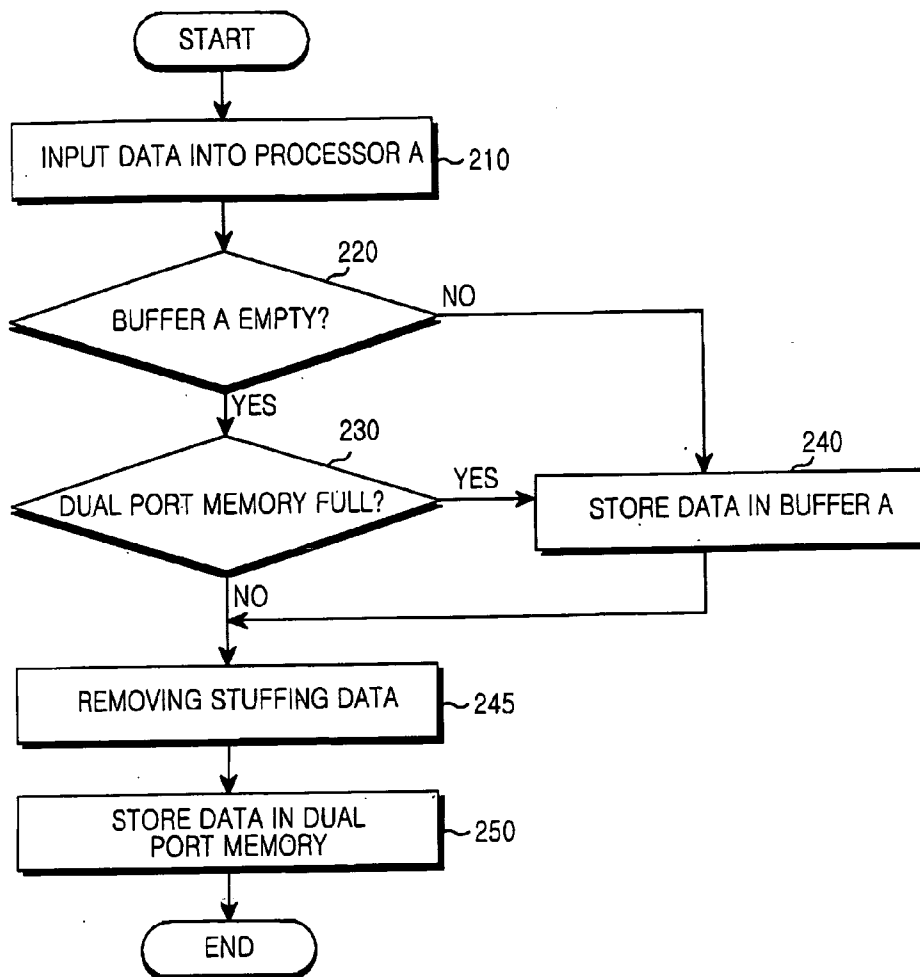 START
INPUT DATA INTO PROCESSOR A
210
220
BUFFER A EMPTY?
NO
YES
230
DUAL PORT MEMORY FULL?
YES
240
STORE DATA IN BUFFER A
NO
REMOVING STUFFING DATA
245
STORE DATA IN DUAL
PORT MEMORY
250
END